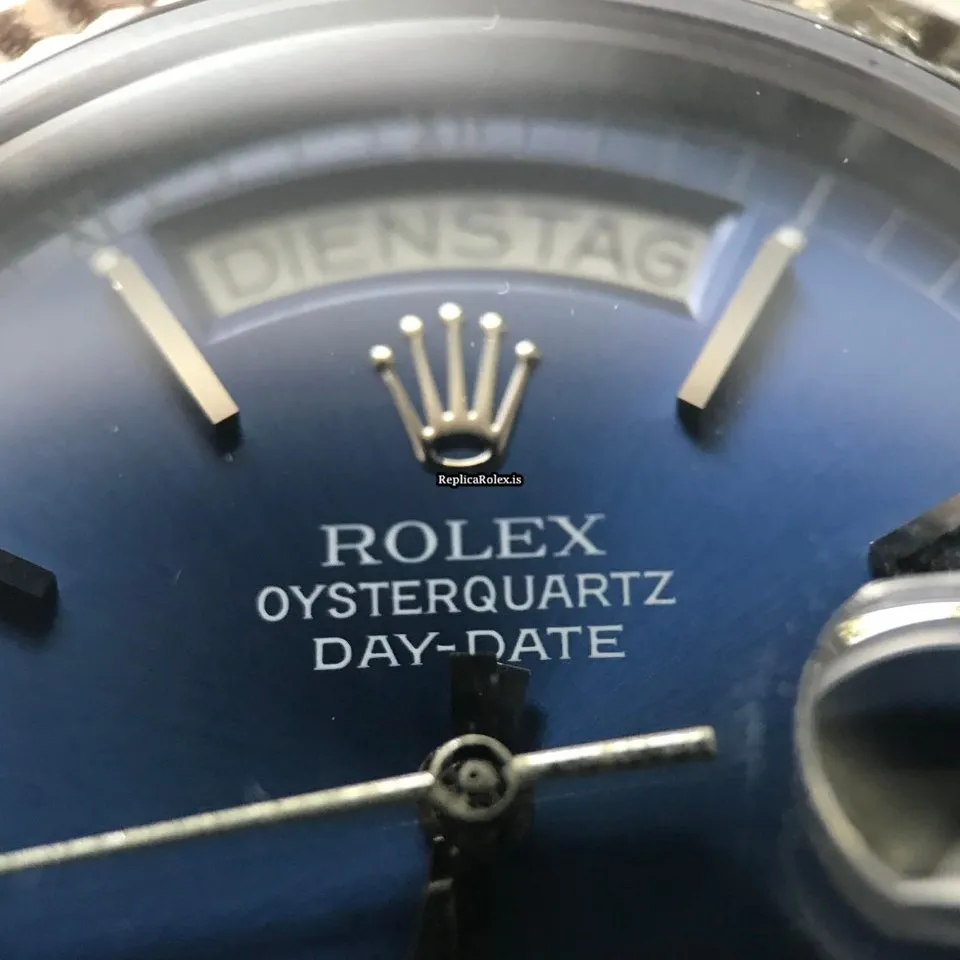 DIENSTAG
ReplicaRolex.is
ROLEX
OYSTERQUARTZ
DAY-DATE